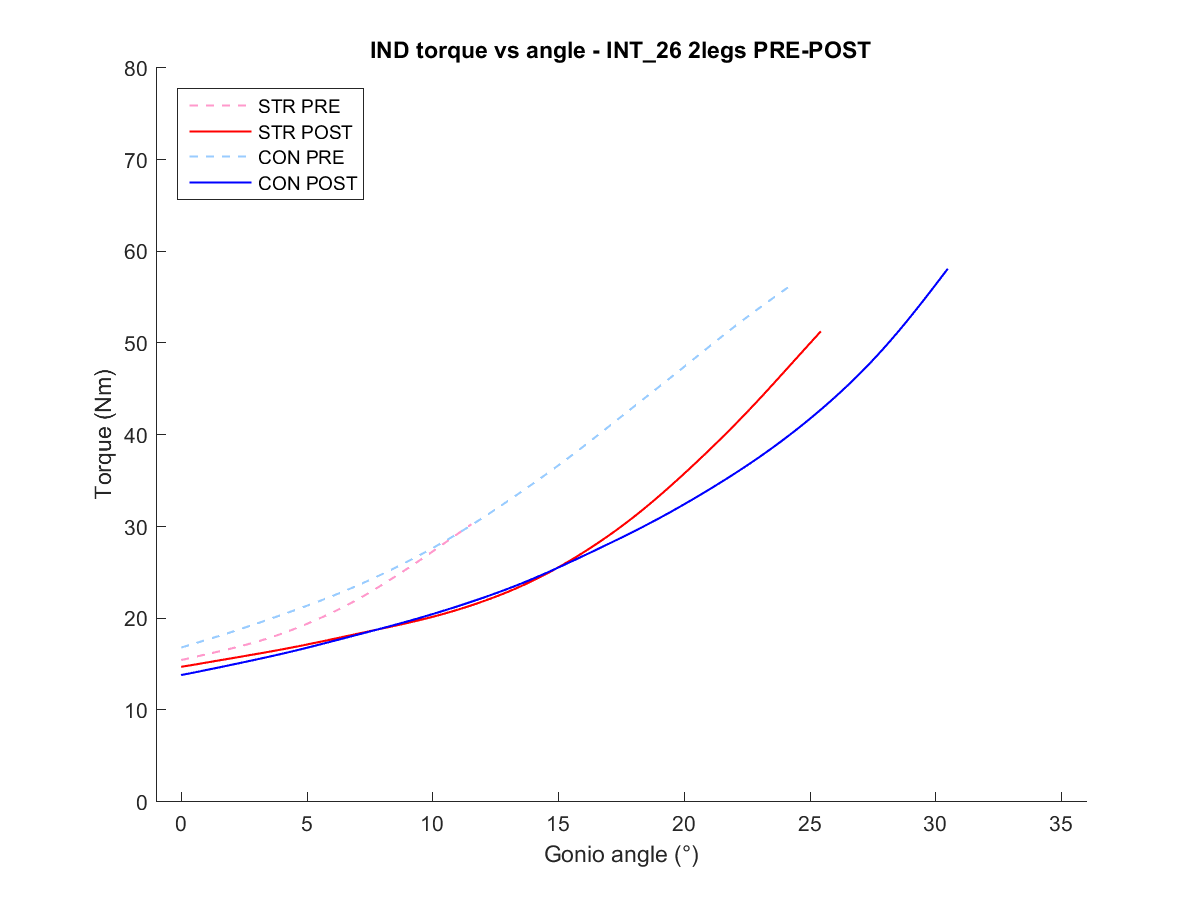 IND torque vs angle - INT_26 2legs PRE-POST
STR PRE
STR POST
CON PRE
CON POST
80
70
60
50
40
30
20
10
0
Torque (Nm)
0 5 10 15 20 25 30 35
Gonio angle (°)